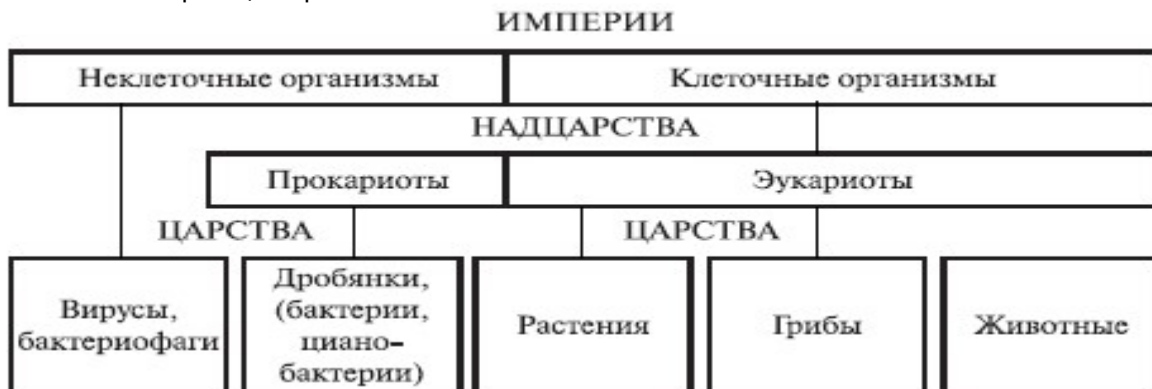 ИМПЕРИИ
Неклеточные организмы
Клеточные организмы
НАДЦАРСТВА
Прокариоты
Эукариоты
ЦАРСТВА
ЦАРСТВА
Вирусы,
бактериофаги
Дробянки,
(бактерии,
циано-
бактерии)
Растения
Грибы
Животные